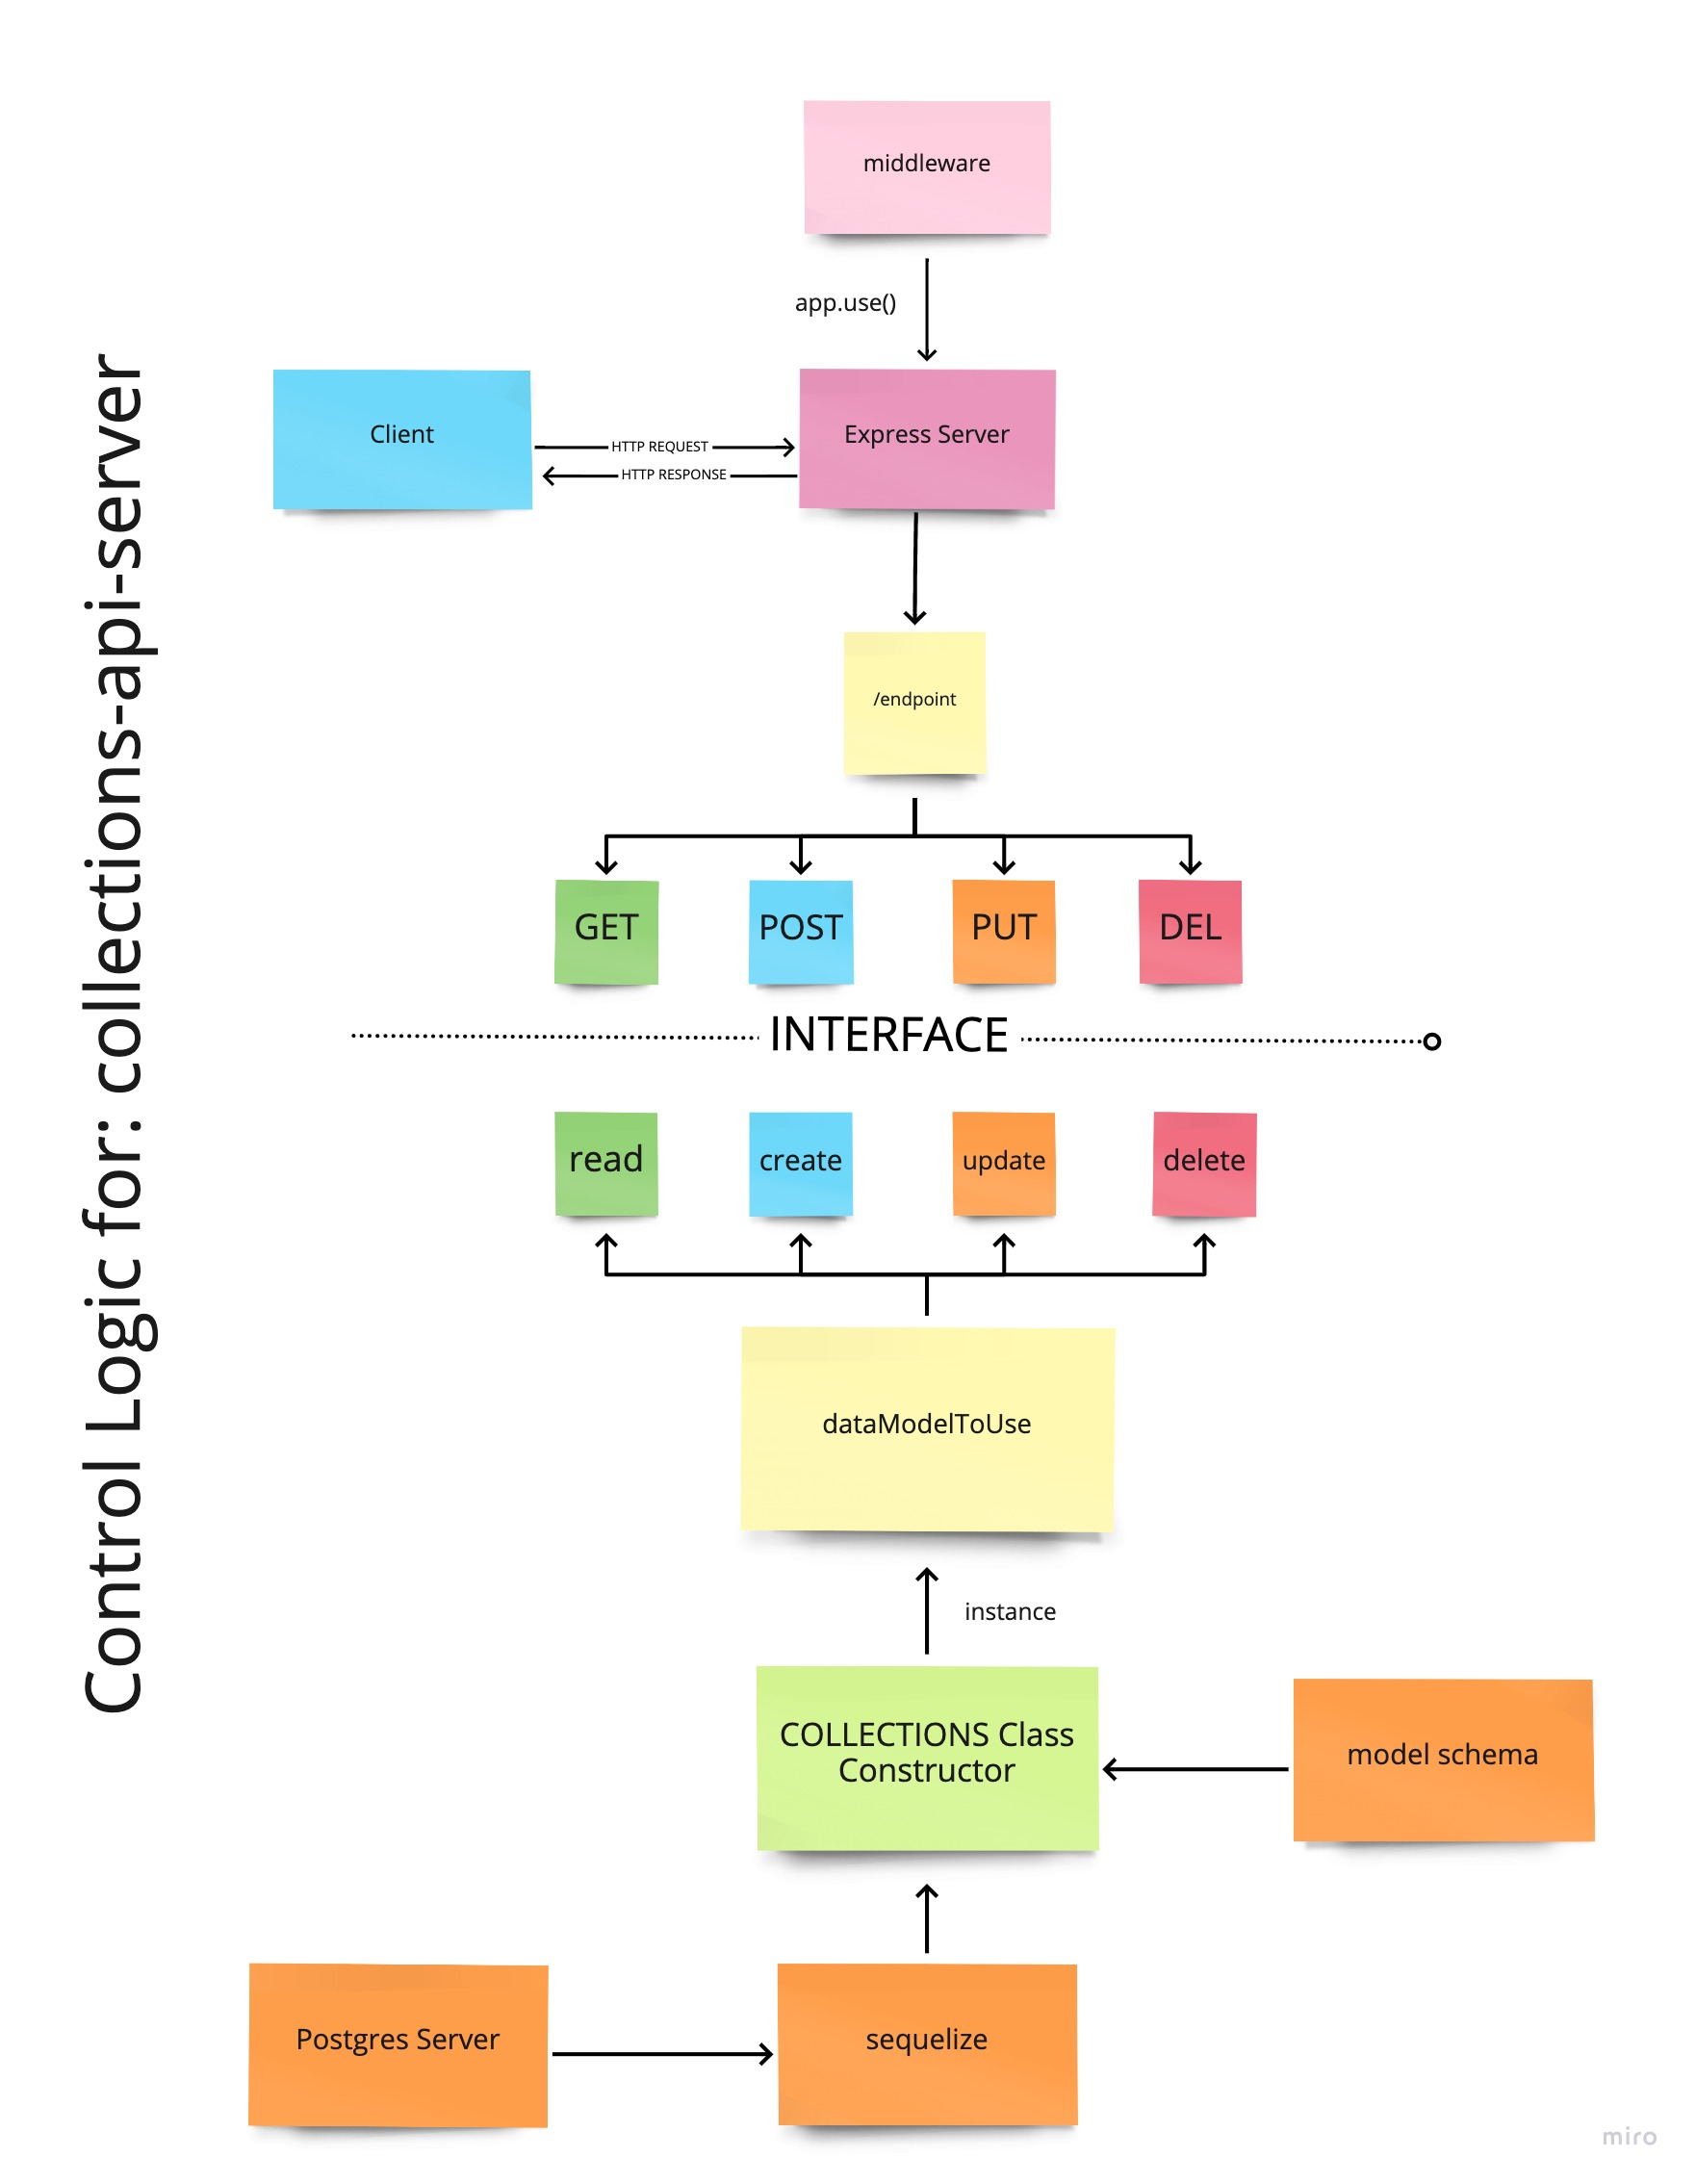 Control Logic for: collections-api-server
middleware
app.use()
Client
HTTP REQUEST
HTTP RESPONSE
Express Server
/endpoint
GET
POST
PUT
DEL
INTERFACE
read
create
update
delete
dataModelToUse
instance
COLLECTIONS Class
Constructor
model schema
Postgres Server
sequelize
miro